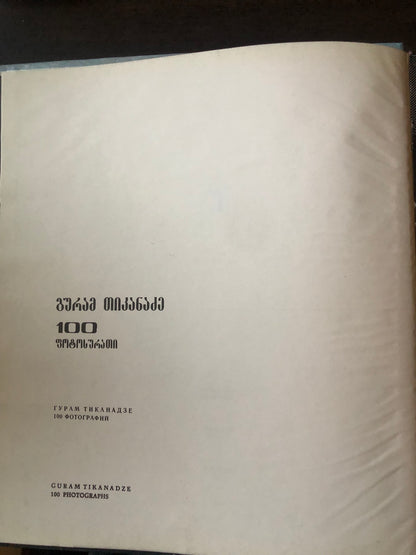 გურამ თიკანაძე
100
ფოტოსურათი
ГУРАМ ТИКАНАДЗЕ
100 ФОТОГРАФИЙ
GURAM TIKANADZE
100 PHOTOGRAPHS